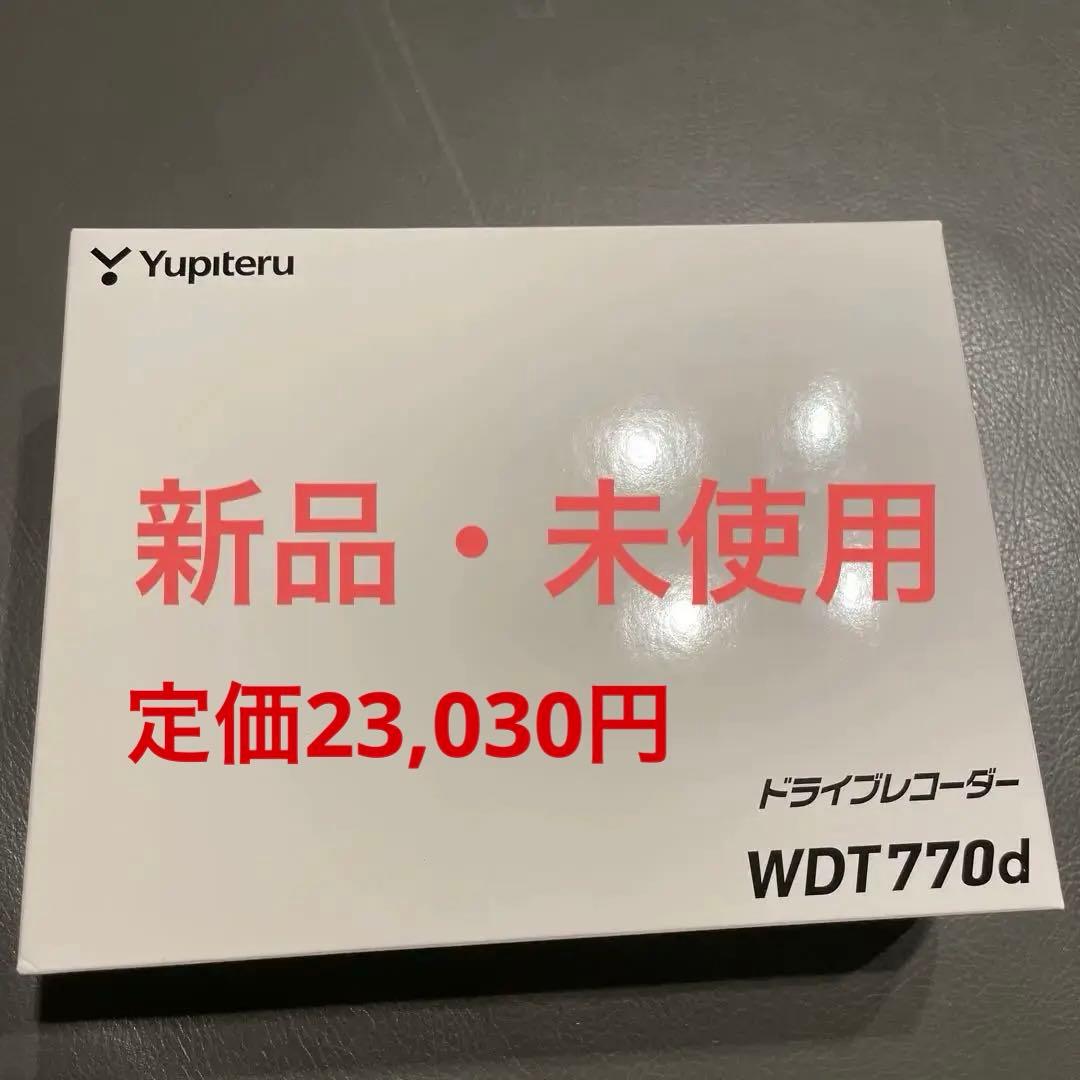 Yupiteru
新品・未使用
定価23,030円
ドライブレコーダー
WDT770d